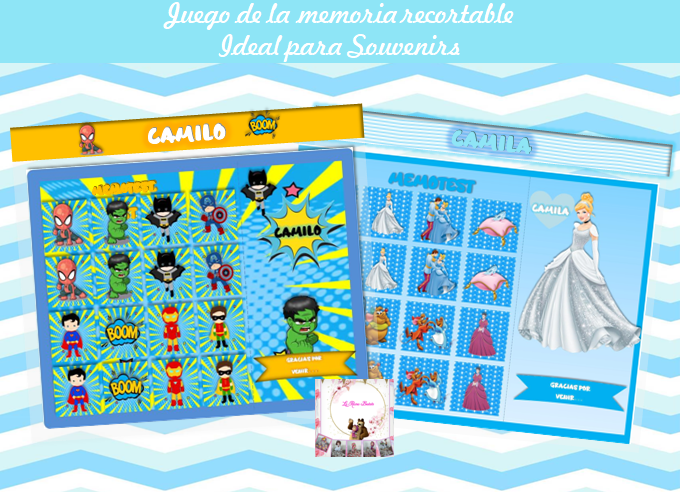 Juego de la memoria recortable
Ideal para Souvenirs
CAMILO
BOOM
CAMILA
MEMOTEST
CAMILO
BOOM
BOOM
GRACIAS POR
VENIR...
MEMOTEST
CAMILA
GRACIAS POR
VENIR...